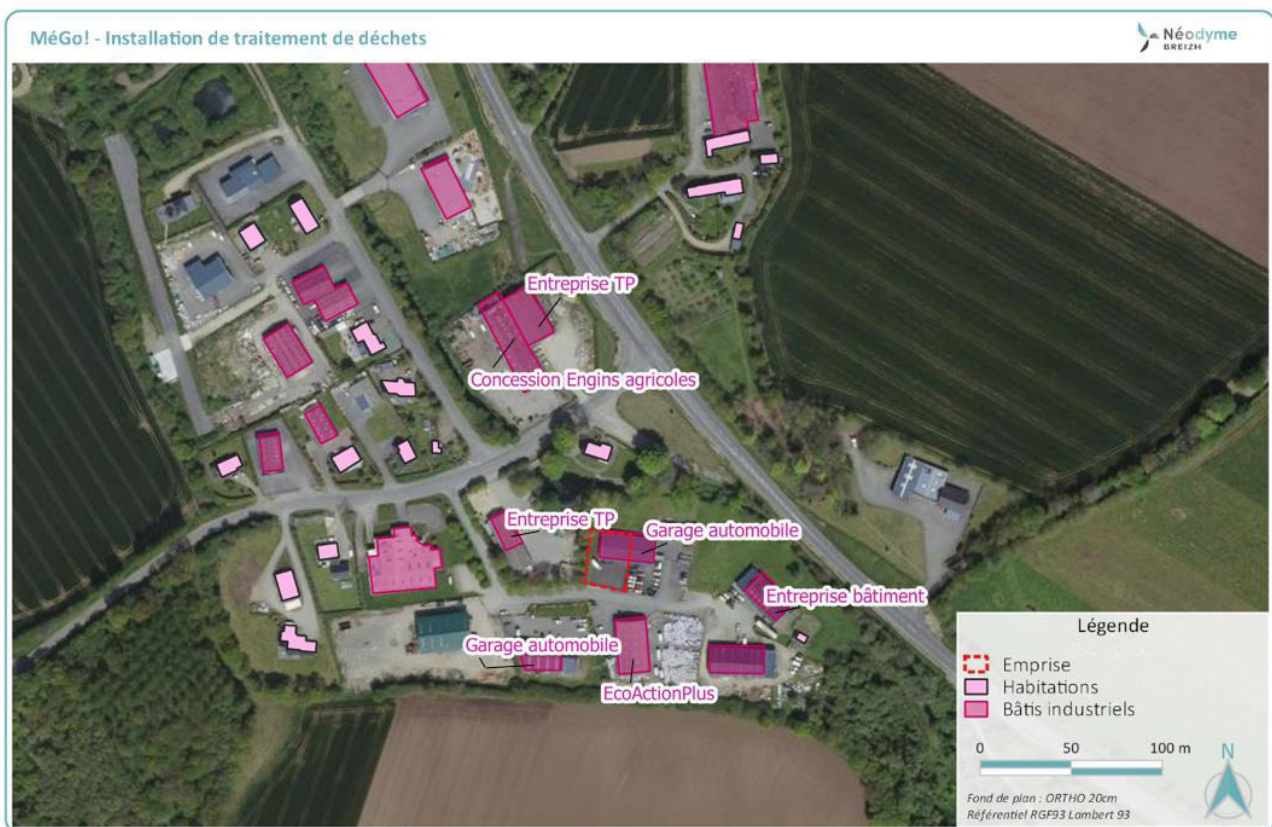 MéGo! - Installation de traitement de déchets
Néodyme
BREIZH
Entreprise TP
Concession Engins agricoles
Entreprise TP
Garage automobile
Entreprise bâtiment
Garage automobile
EcoActionPlus
Légende
Emprise
Habitations
Bâtis industriels
0 50 100 m
N
Fond de plan : ORTHO 20cm
Référentiel RGF93 Lambert 93